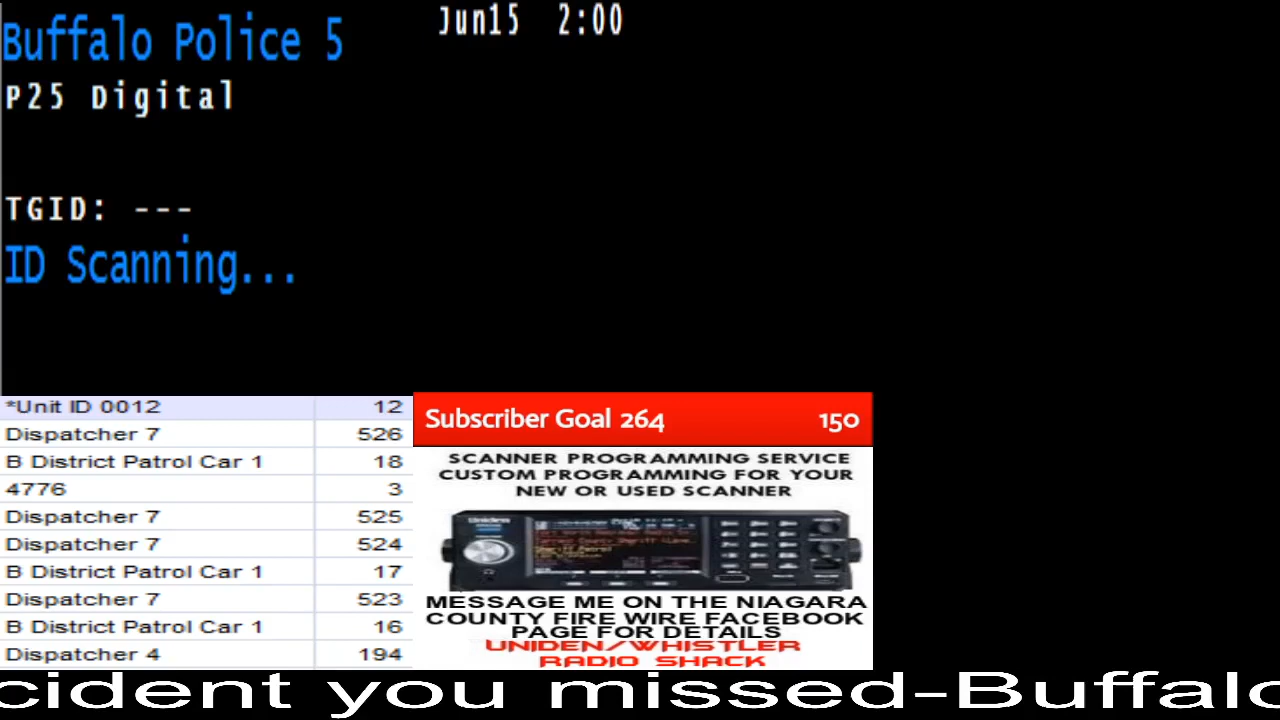 Buffalo Police 5
Jun15 2:00
P25 Digital
TGID: ---
ID Scanning...
*Unit ID 0012 12
Dispatcher 7 526
B District Patrol Car 1 18
4776 3
Dispatcher 7 525
Dispatcher 7 524
B District Patrol Car 1 17
Dispatcher 7 523
B District Patrol Car 1 16
Dispatcher 4 194
Subscriber Goal 264 150
SCANNER PROGRAMMING SERVICE
CUSTOM PROGRAMMING FOR YOUR
NEW OR USED SCANNER
Uniden
MESSAGE ME ON THE NIAGARA
COUNTY FIRE WIRE FACEBOOK
PAGE FOR DETAILS
UNIDEN/WHISTLER
RADIO SHACK
cident you missed-Buffalo